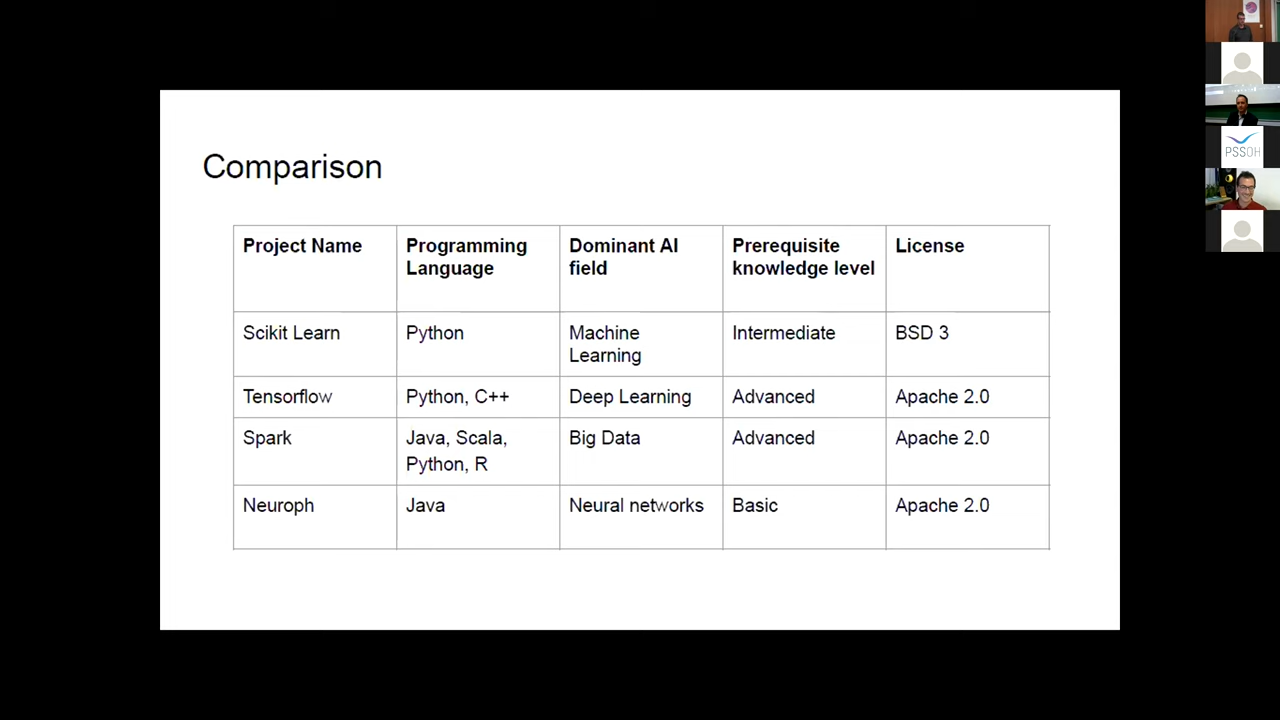 Comparison
Project Name
Programming
Language
Dominant AI
field
Prerequisite
knowledge level
License
Scikit Learn
Python
Machine
Learning
Intermediate
BSD 3
Tensorflow
Python, C++
Deep Learning
Advanced
Apache 2.0
Spark
Java, Scala,
Python, R
Big Data
Advanced
Apache 2.0
Neuroph
Java
Neural networks
Basic
Apache 2.0
PSSOH